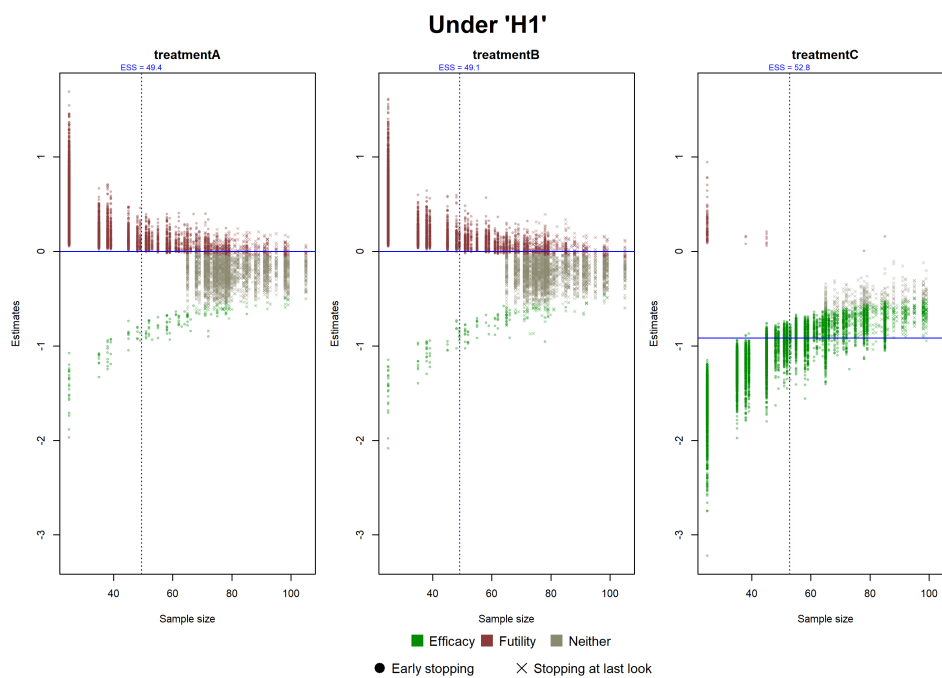 Under 'H1'
treatmentA treatmentB treatmentC
ESS = 49.4 ESS = 49.1 ESS = 52.8
Estimates
1
0
-1
-2
-3
40 60 80 100
Sample size
Estimates
1
0
-1
-2
-3
40 60 80 100
Sample size
Estimates
1
0
-1
-2
-3
40 60 80 100
Sample size
Efficacy Futility Neither
Early stopping Stopping at last look